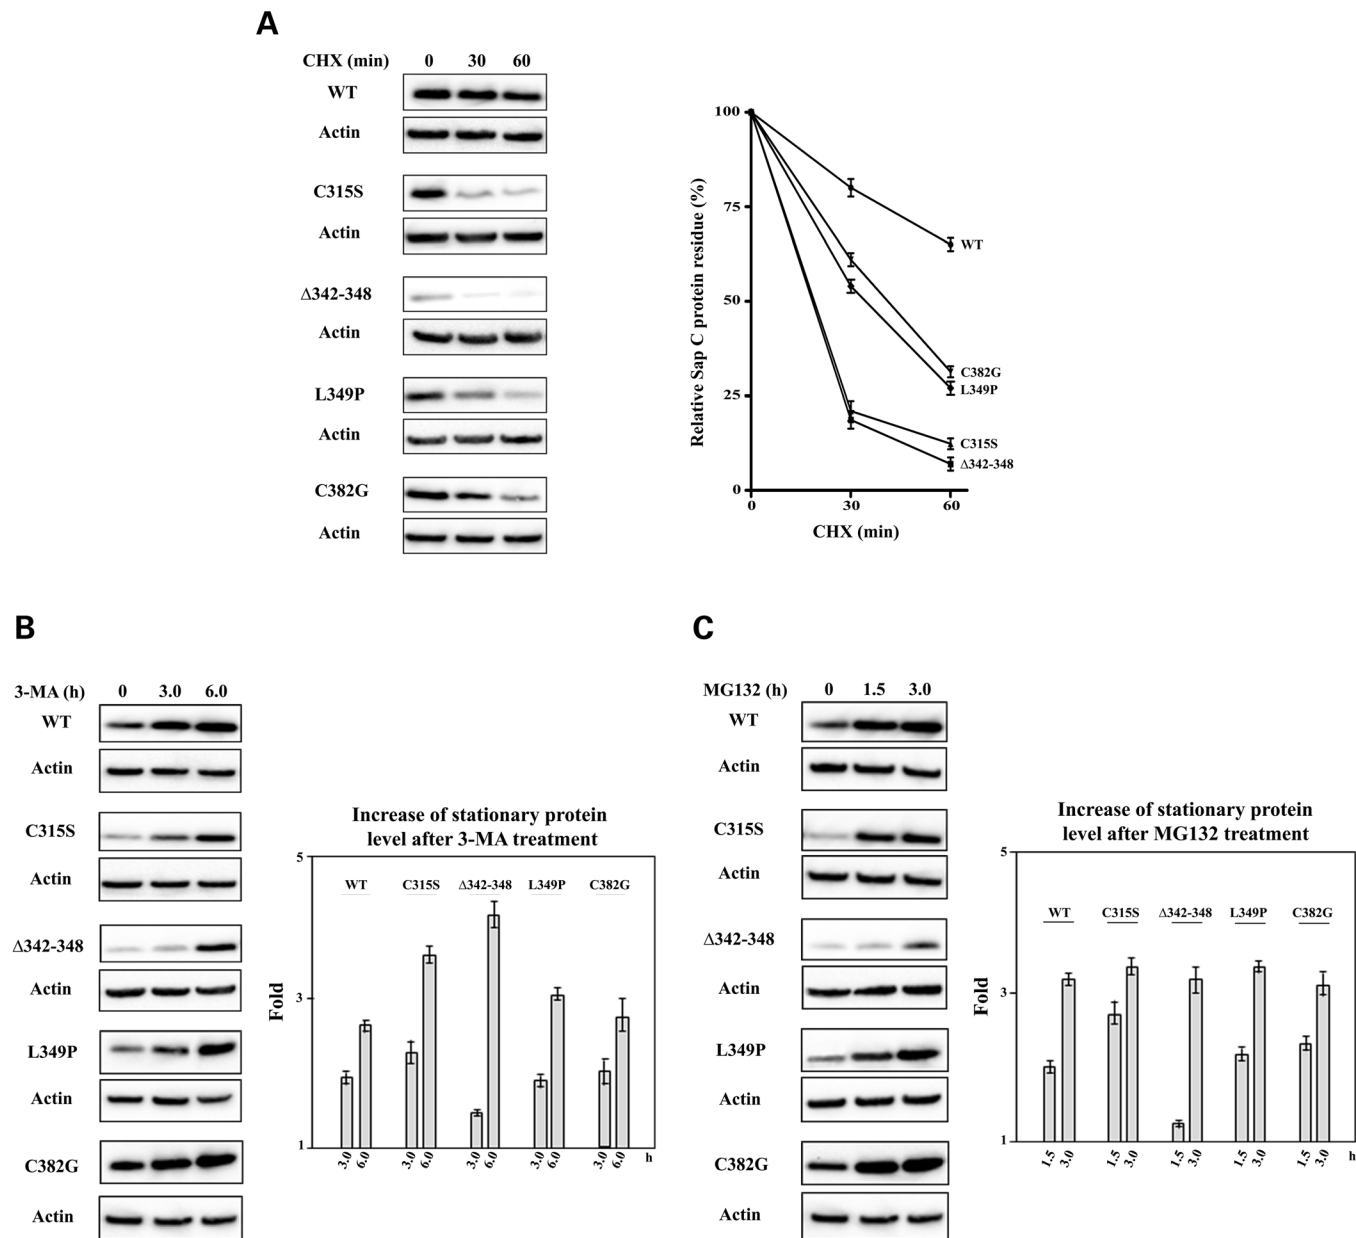 A
CHX (min) 0 30 60
WT
Actin
C315S
Actin
Δ342-348
Actin
L349P
Actin
C382G
Actin
Relative Sap C protein residue (%)
100
75
50
25
0
0 30 60
CHX (min)
WT
C382G
L349P
C315S
Δ342-348
B
3-MA (h) 0 3.0 6.0
WT
Actin
C315S
Actin
Δ342-348
Actin
L349P
Actin
C382G
Actin
Increase of stationary protein
level after 3-MA treatment
5
3
1
Fold
WT C315S Δ342-348 L349P C382G
3.0 6.0 3.0 6.0 3.0 6.0 3.0 6.0 3.0 6.0 h
C
MG132 (h) 0 1.5 3.0
WT
Actin
C315S
Actin
Δ342-348
Actin
L349P
Actin
C382G
Actin
Increase of stationary protein
level after MG132 treatment
5
3
1
Fold
WT C315S Δ342-348 L349P C382G
1.5 3.0 1.5 3.0 1.5 3.0 1.5 3.0 1.5 3.0 h